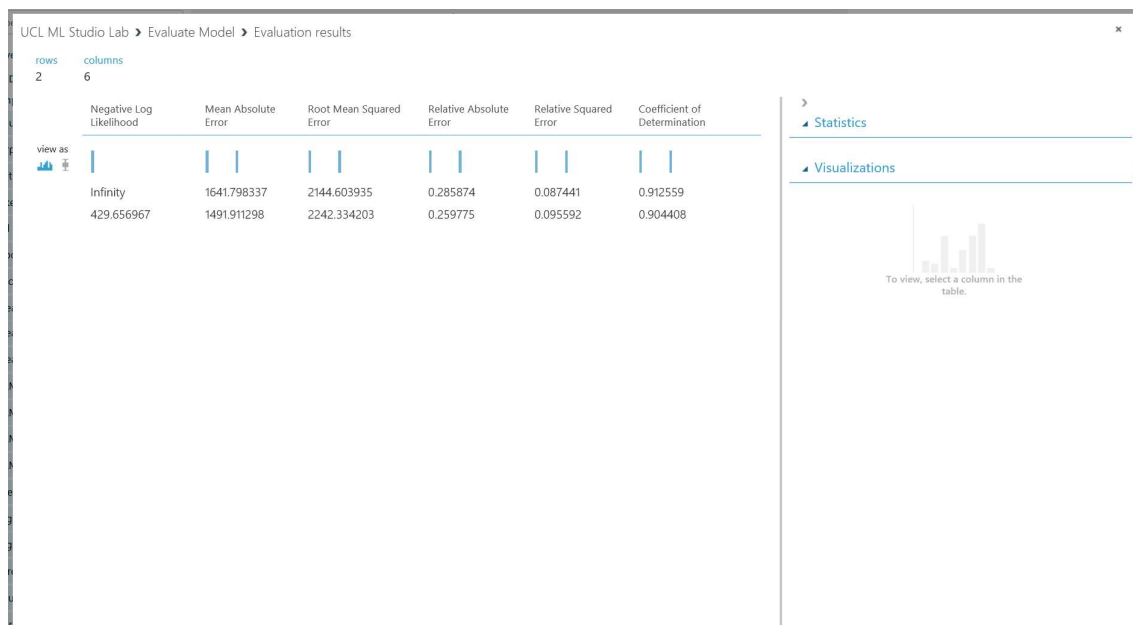 UCL ML Studio Lab > Evaluate Model > Evaluation results
rows columns
2 6
Negative Log Likelihood
Mean Absolute Error
Root Mean Squared Error
Relative Absolute Error
Relative Squared Error
Coefficient of Determination
view as
Infinity 1641.798337 2144.603935 0.285874 0.087441 0.912559
429.656967 1491.911298 2242.334203 0.259775 0.095592 0.904408
Statistics
Visualizations
To view, select a column in the
table.